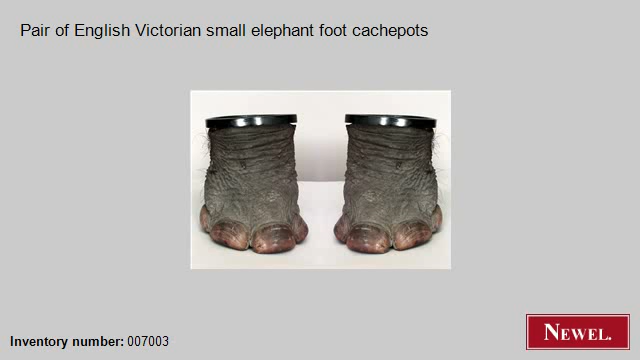 Pair of English Victorian small elephant foot cachepots
Inventory number: 007003
NEWEL.